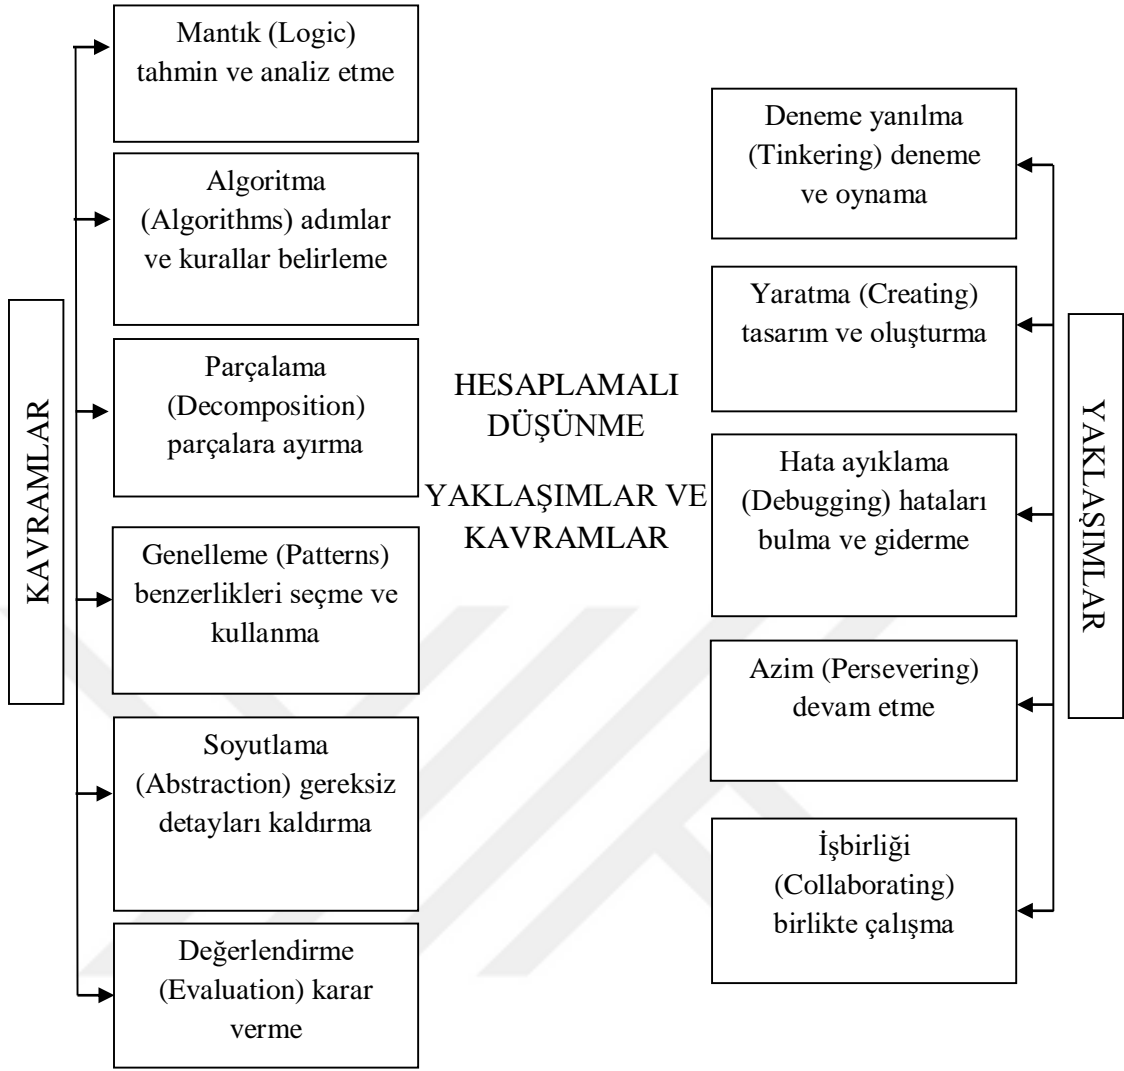 KAVRAMLAR
Mantık (Logic)
tahmin ve analiz etme
Algoritma
(Algorithms) adımlar
ve kurallar belirleme
Parçalama
(Decomposition)
parçalara ayırma
Genelleme (Patterns)
benzerlikleri seçme ve
kullanma
Soyutlama
(Abstraction) gereksiz
detayları kaldırma
Değerlendirme
(Evaluation) karar
verme
HESAPLAMALI
DÜŞÜNME
YAKLAŞIMLAR VE
KAVRAMLAR
Deneme yanılma
(Tinkering) deneme
ve oynama
Yaratma (Creating)
tasarım ve oluşturma
Hata ayıklama
(Debugging) hataları
bulma ve giderme
Azim (Persevering)
devam etme
İşbirliği
(Collaborating)
birlikte çalışma
YAKLAŞIMLAR